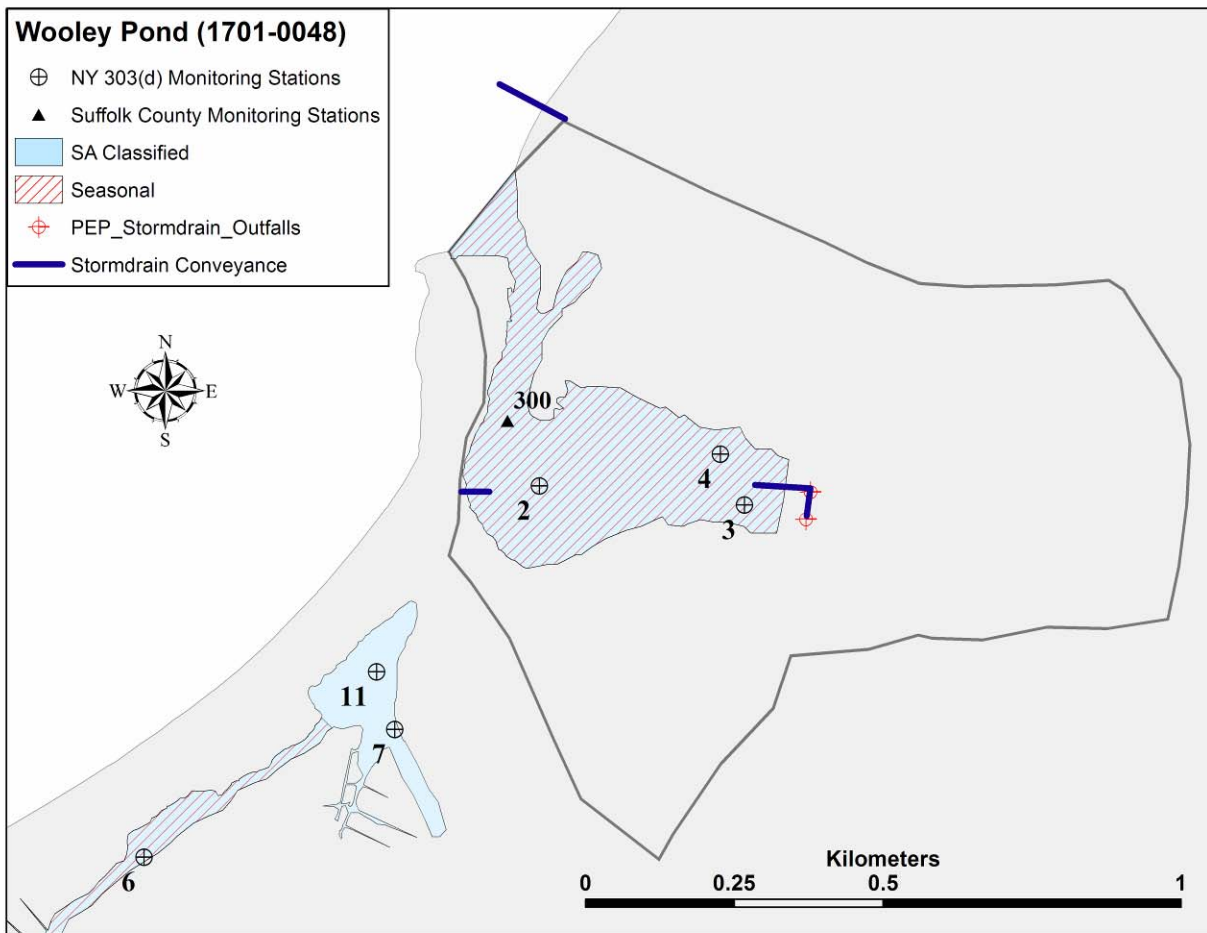 Wooley Pond (1701-0048)
NY 303(d) Monitoring Stations
Suffolk County Monitoring Stations
SA Classified
Seasonal
PEP_Stormdrain_Outfalls
Stormdrain Conveyance
N
W E
S
300
4
2
3
11
7
6
Kilometers
0 0.25 0.5 1